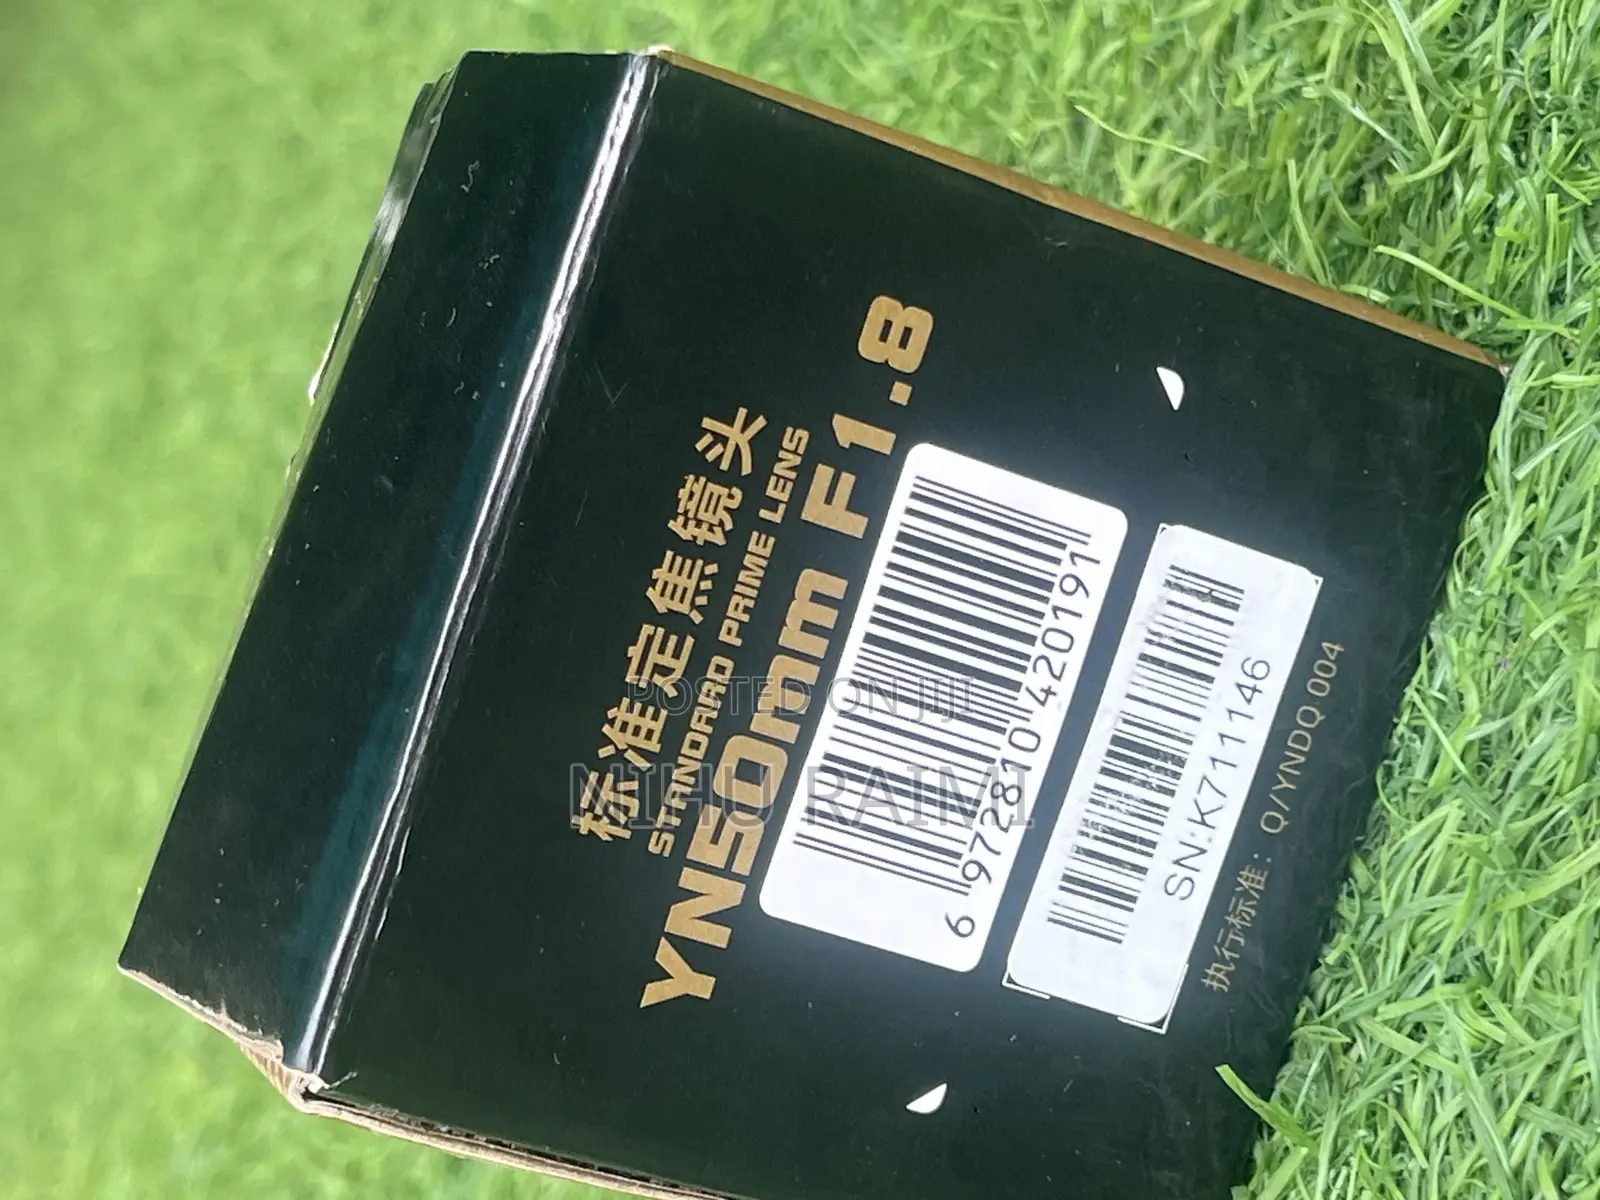 标准定焦镜头
STANDARD PRIME LENS
YN50mm F1.8
6 972810 420191
SN:K711146
执行标准：Q/YNDQ 004
POSTED ON JIJI
NIHU RAIMI